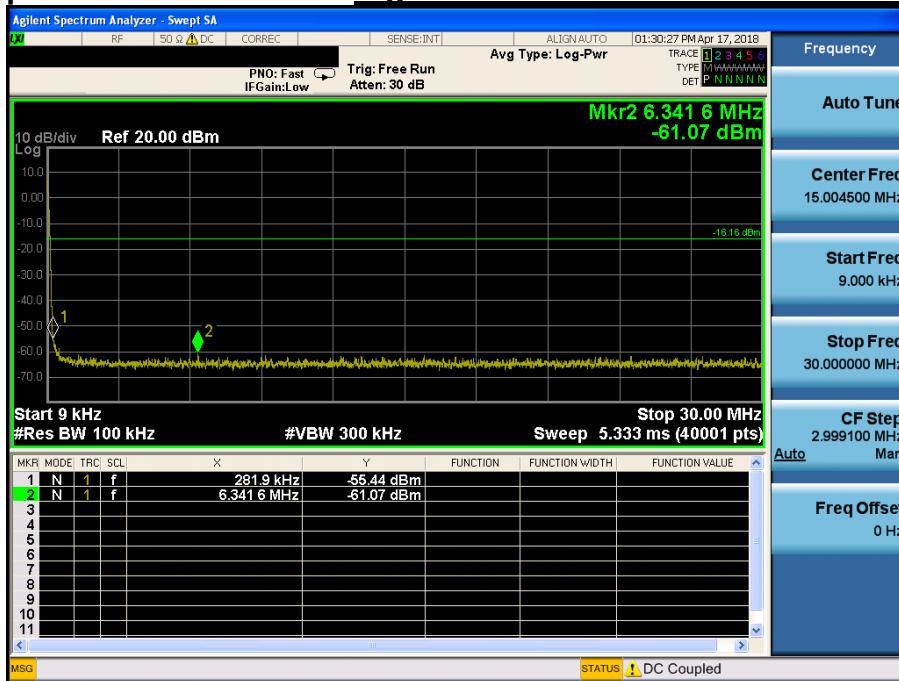 Agilent Spectrum Analyzer - Swept SA
LXI RF 50 Ω DC CORREC SENSE:INT ALIGN AUTO 01:30:27 PM Apr 17, 2018
Avg Type: Log-Pwr TRACE 1 2 3 4 5 6
PNO: Fast Trig: Free Run TYPE M WWWWW
IFGain:Low Atten: 30 dB DET P N N N N N
Frequency
Auto Tune
Mkr2 6.341 6 MHz
-61.07 dBm
10 dB/div Ref 20.00 dBm
Log
10.0
0.00
-10.0
-16.16 dBm
-20.0
-30.0
-40.0
-50.0
-60.0
-70.0
1
2
Start 9 kHz Stop 30.00 MHz
#Res BW 100 kHz #VBW 300 kHz Sweep 5.333 ms (40001 pts)
Center Freq
15.004500 MHz
Start Freq
9.000 kHz
Stop Freq
30.000000 MHz
CF Step
2.999100 MHz
Auto Man
Freq Offset
0 Hz
MKR MODE TRC SCL X Y FUNCTION FUNCTION WIDTH FUNCTION VALUE
1 N 1 f 281.9 kHz -55.44 dBm
2 N 1 f 6.341 6 MHz -61.07 dBm
3
4
5
6
7
8
9
10
11
MSG STATUS DC Coupled